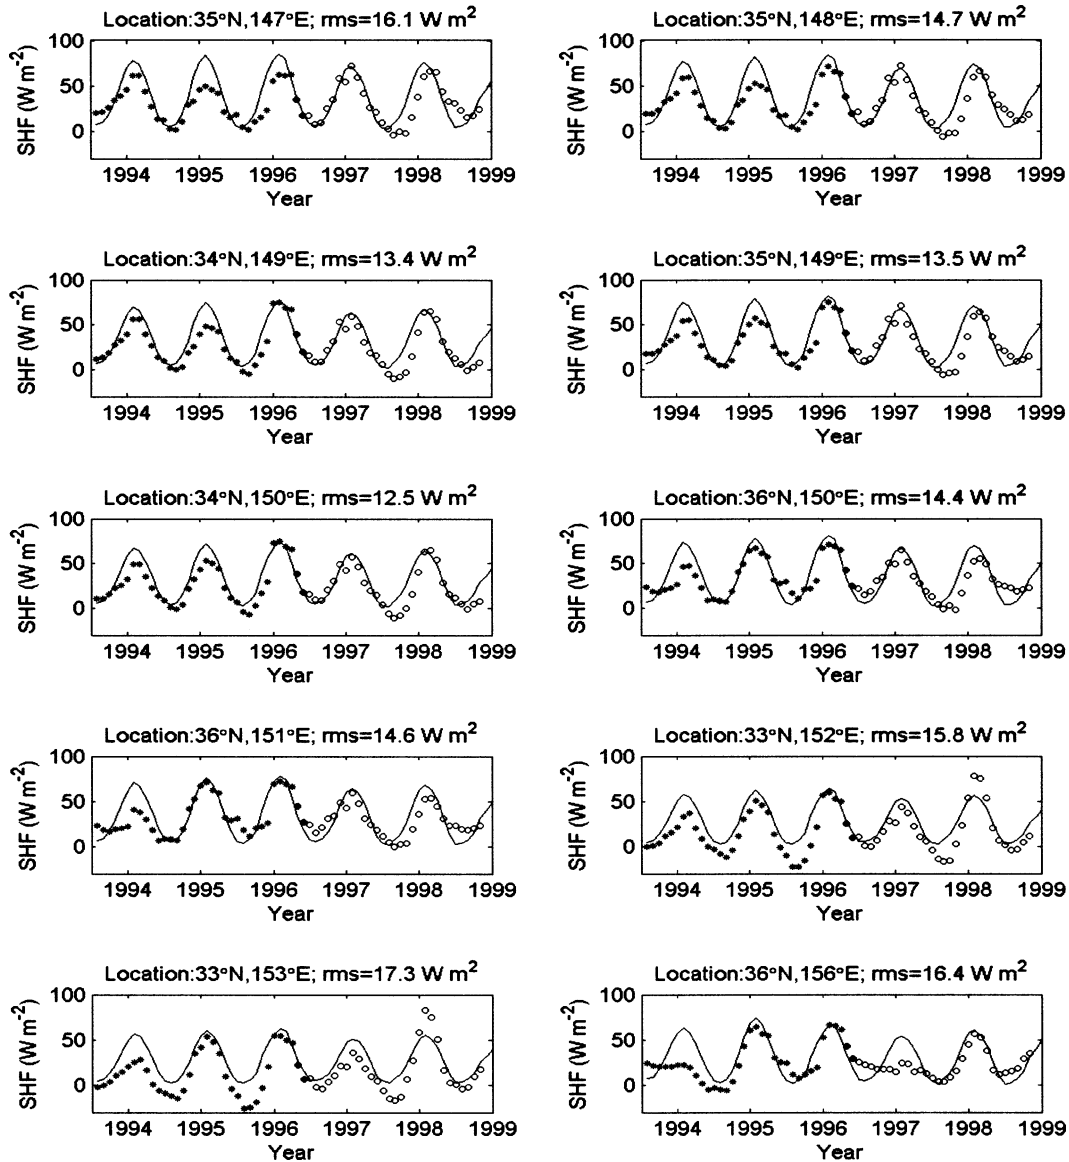 Location:35°N,147°E; rms=16.1 W m²
SHF (W m⁻²)
100
50
0
1994 1995 1996 1997 1998 1999
Year
Location:35°N,148°E; rms=14.7 W m²
SHF (W m⁻²)
100
50
0
1994 1995 1996 1997 1998 1999
Year
Location:34°N,149°E; rms=13.4 W m²
SHF (W m⁻²)
100
50
0
1994 1995 1996 1997 1998 1999
Year
Location:35°N,149°E; rms=13.5 W m²
SHF (W m⁻²)
100
50
0
1994 1995 1996 1997 1998 1999
Year
Location:34°N,150°E; rms=12.5 W m²
SHF (W m⁻²)
100
50
0
1994 1995 1996 1997 1998 1999
Year
Location:36°N,150°E; rms=14.4 W m²
SHF (W m⁻²)
100
50
0
1994 1995 1996 1997 1998 1999
Year
Location:36°N,151°E; rms=14.6 W m²
SHF (W m⁻²)
100
50
0
1994 1995 1996 1997 1998 1999
Year
Location:33°N,152°E; rms=15.8 W m²
SHF (W m⁻²)
100
50
0
1994 1995 1996 1997 1998 1999
Year
Location:33°N,153°E; rms=17.3 W m²
SHF (W m⁻²)
100
50
0
1994 1995 1996 1997 1998 1999
Year
Location:36°N,156°E; rms=16.4 W m²
SHF (W m⁻²)
100
50
0
1994 1995 1996 1997 1998 1999
Year